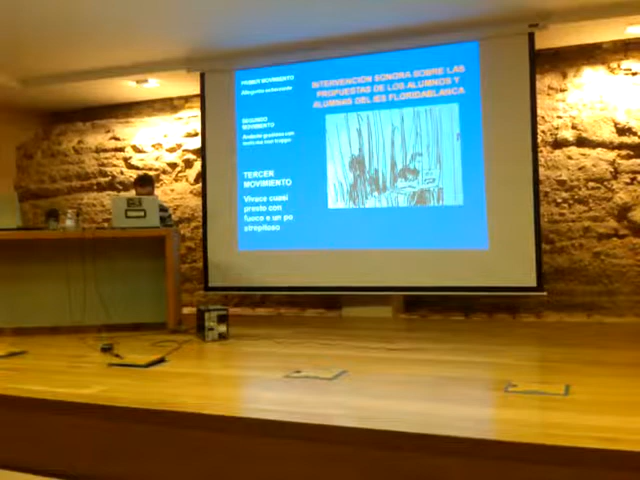 PRIMER MOVIMIENTO
INTERVENCIÓN SONORA SOBRE LAS
PROPUESTAS DE LOS ALUMNOS Y
ALUMNAS DEL IES FLORIDABLANCA
SEGUNDO
MOVIMIENTO
TERCER
MOVIMIENTO
Vivace cuasi
presto con
fuoco e un po
strepitoso